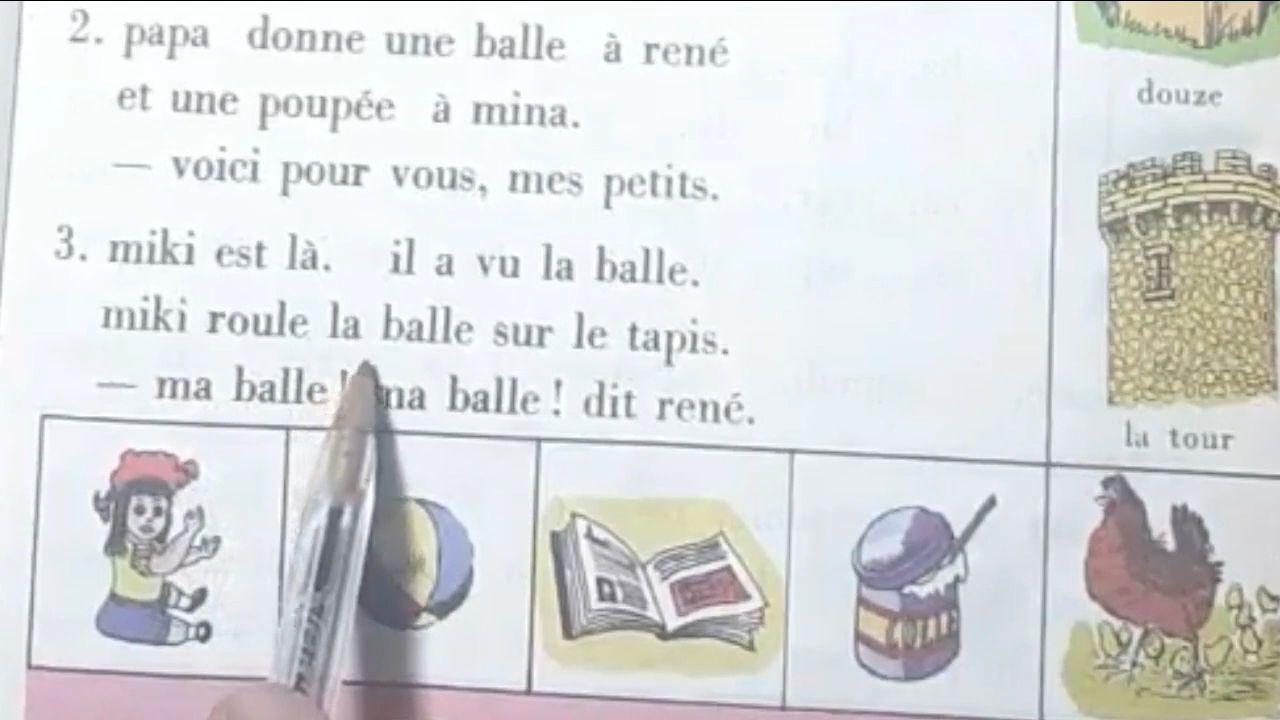 2. papa donne une balle à rené
et une poupée à mina.
— voici pour vous, mes petits.
3. miki est là. il a vu la balle.
miki roule la balle sur le tapis.
— ma balle ! ma balle ! dit rené.
douze
la tour
COLLE